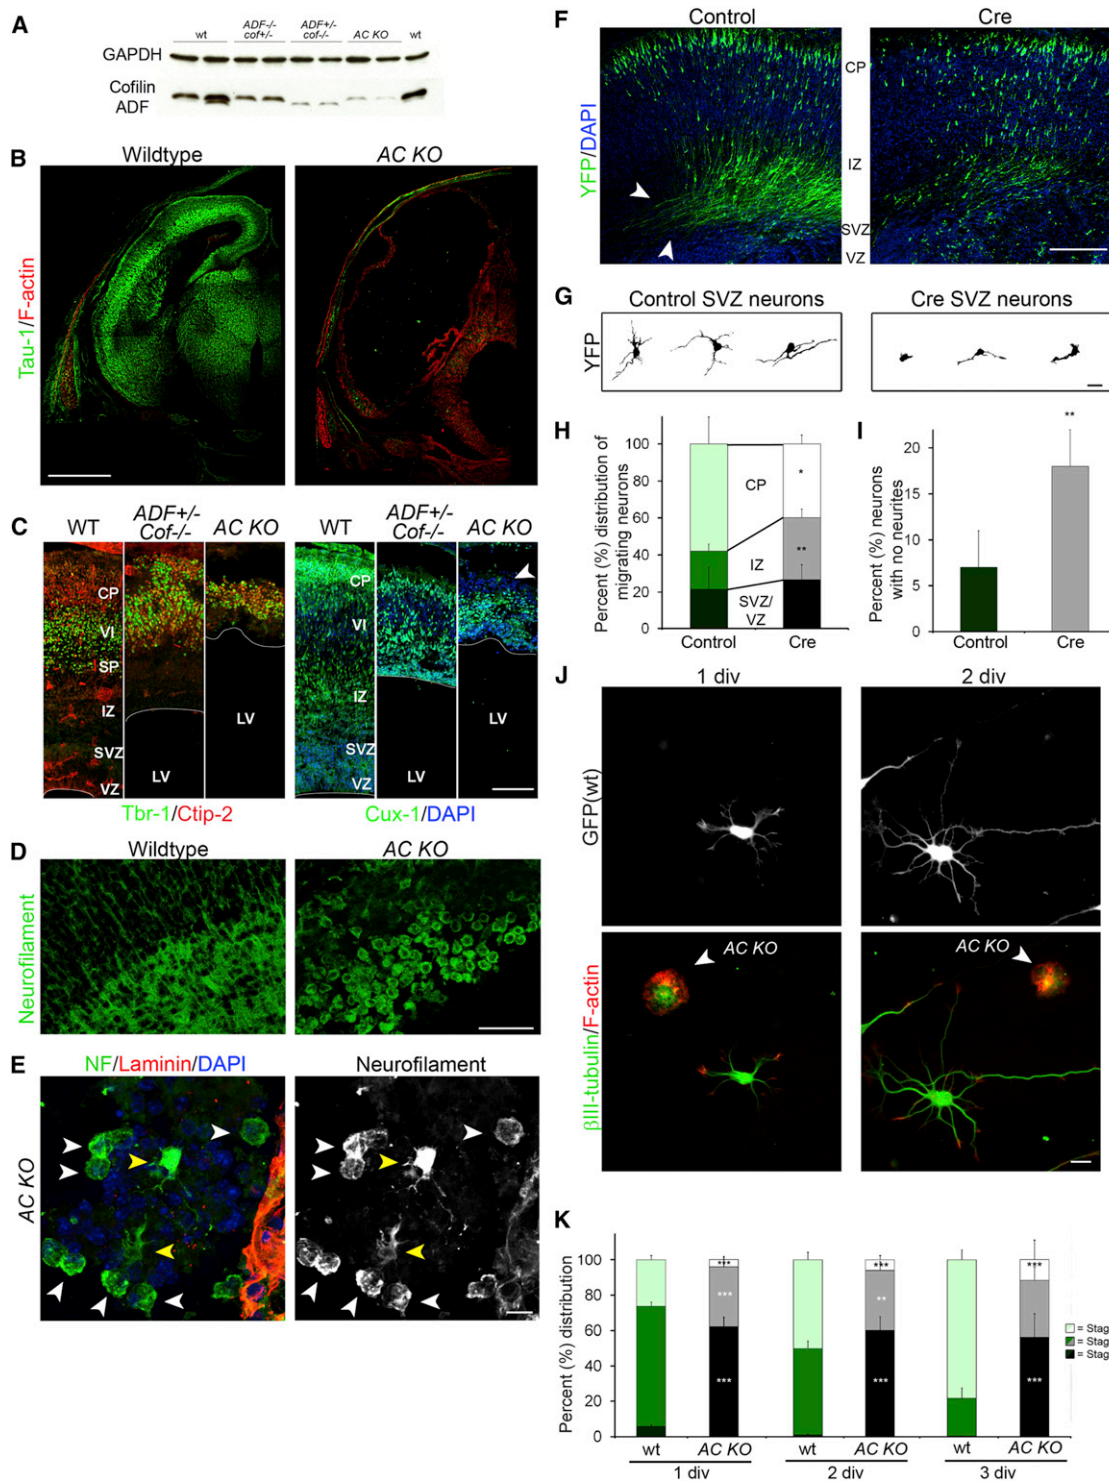 A
wt
ADF-/-
cof+/-
ADF+/-
cof-/-
AC KO
wt
GAPDH
Cofilin
ADF
B
Wildtype
AC KO
Tau-1/F-actin
C
WT
ADF+/-
Cof-/-
AC KO
WT
ADF+/-
Cof-/-
AC KO
CP
VI
SP
IZ
SVZ
VZ
LV
LV
CP
VI
IZ
SVZ
VZ
LV
LV
Tbr-1/Ctip-2
Cux-1/DAPI
D
Wildtype
AC KO
Neurofilament
E
NF/Laminin/DAPI
Neurofilament
AC KO
F
Control
Cre
YFP/DAPI
CP
IZ
SVZ
VZ
G
Control SVZ neurons
Cre SVZ neurons
YFP
H
Percent (%) distribution of
migrating neurons
100
80
60
40
20
0
CP
IZ
SVZ/
VZ
*
**
Control
Cre
I
Percent (%) neurons
with no neurites
20
15
10
5
0
**
Control
Cre
J
1 div
2 div
GFP(wt)
AC KO
AC KO
βIII-tubulin/F-actin
K
Percent (%) distribution
100
80
60
40
20
0
***
***
***
***
**
***
***
***
= Stag
= Stag
= Stag
wt
AC KO
wt
AC KO
wt
AC KO
1 div
2 div
3 div